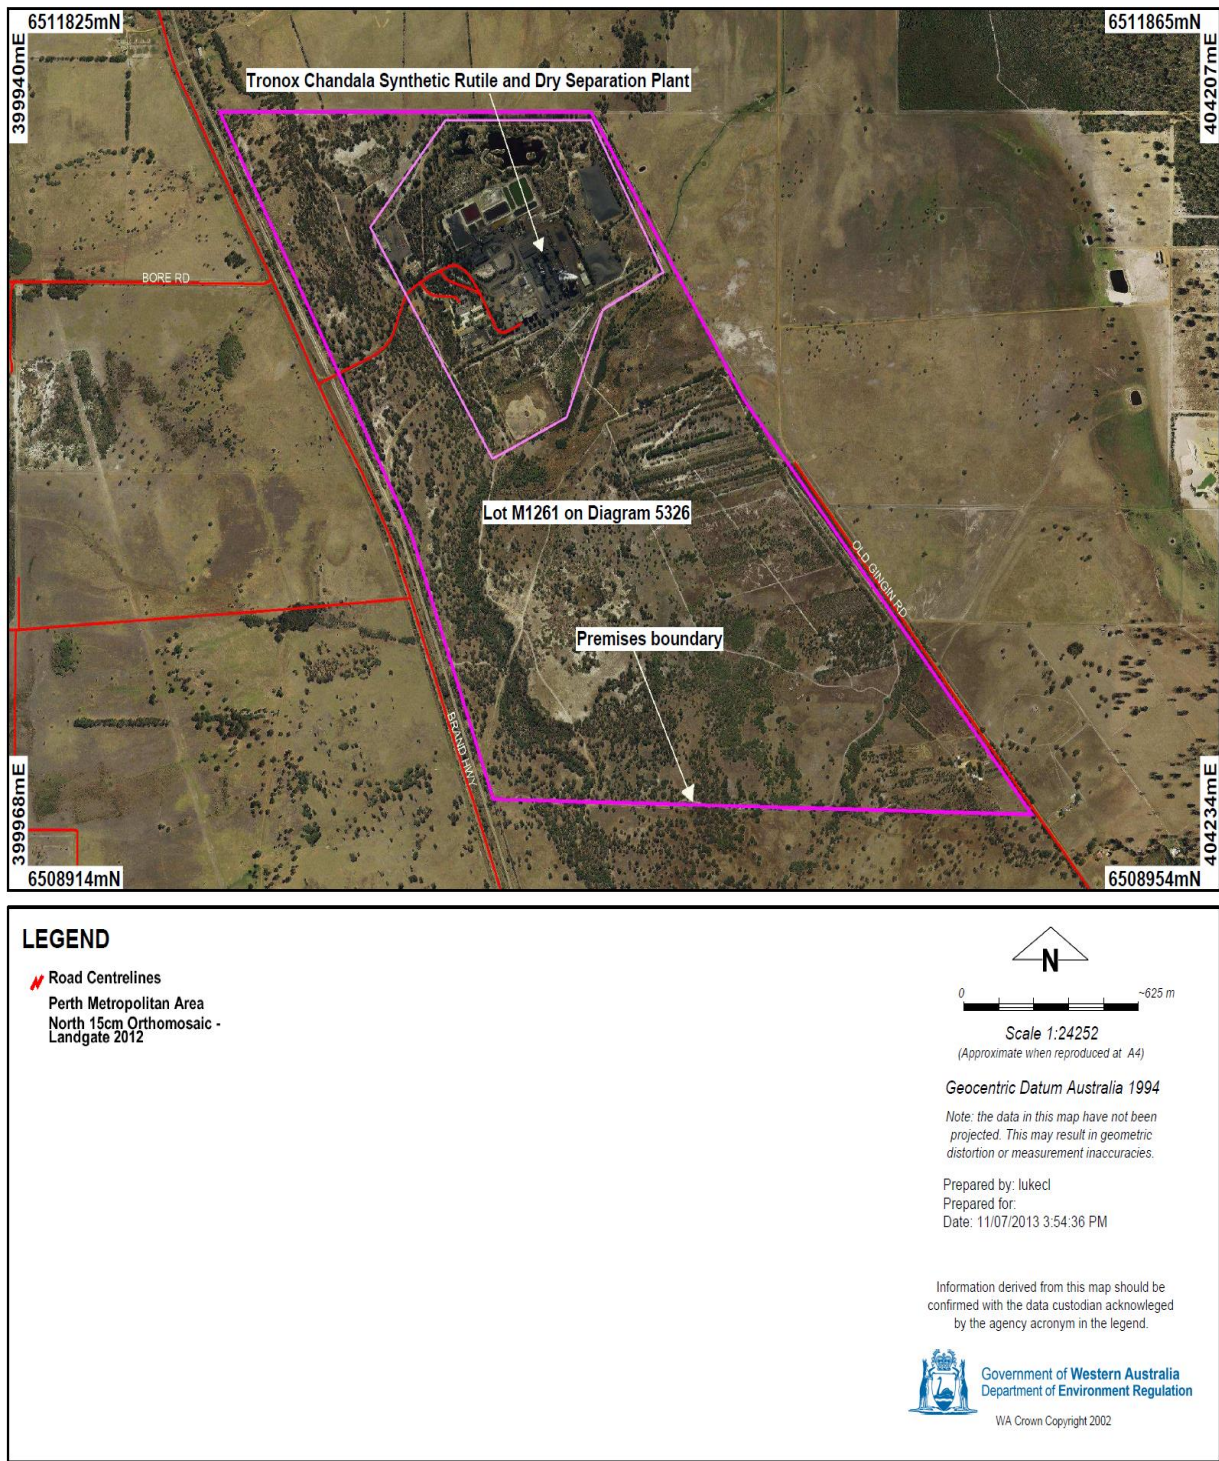 6511825mN
6511865mN
399940mE
404207mE
Tronox Chandala Synthetic Rutile and Dry Separation Plant
BORE RD
Lot M1261 on Diagram 5326
OLD GINGIN RD
Premises boundary
BRAND HWY
399968mE
404234mE
6508914mN
6508954mN
LEGEND
Road Centrelines
Perth Metropolitan Area
North 15cm Orthomosaic -
Landgate 2012
N
0 ~625 m
Scale 1:24252
(Approximate when reproduced at A4)
Geocentric Datum Australia 1994
Note: the data in this map have not been
projected. This may result in geometric
distortion or measurement inaccuracies.
Prepared by: lukecl
Prepared for:
Date: 11/07/2013 3:54:36 PM
Information derived from this map should be
confirmed with the data custodian acknowleged
by the agency acronym in the legend.
Government of Western Australia
Department of Environment Regulation
WA Crown Copyright 2002